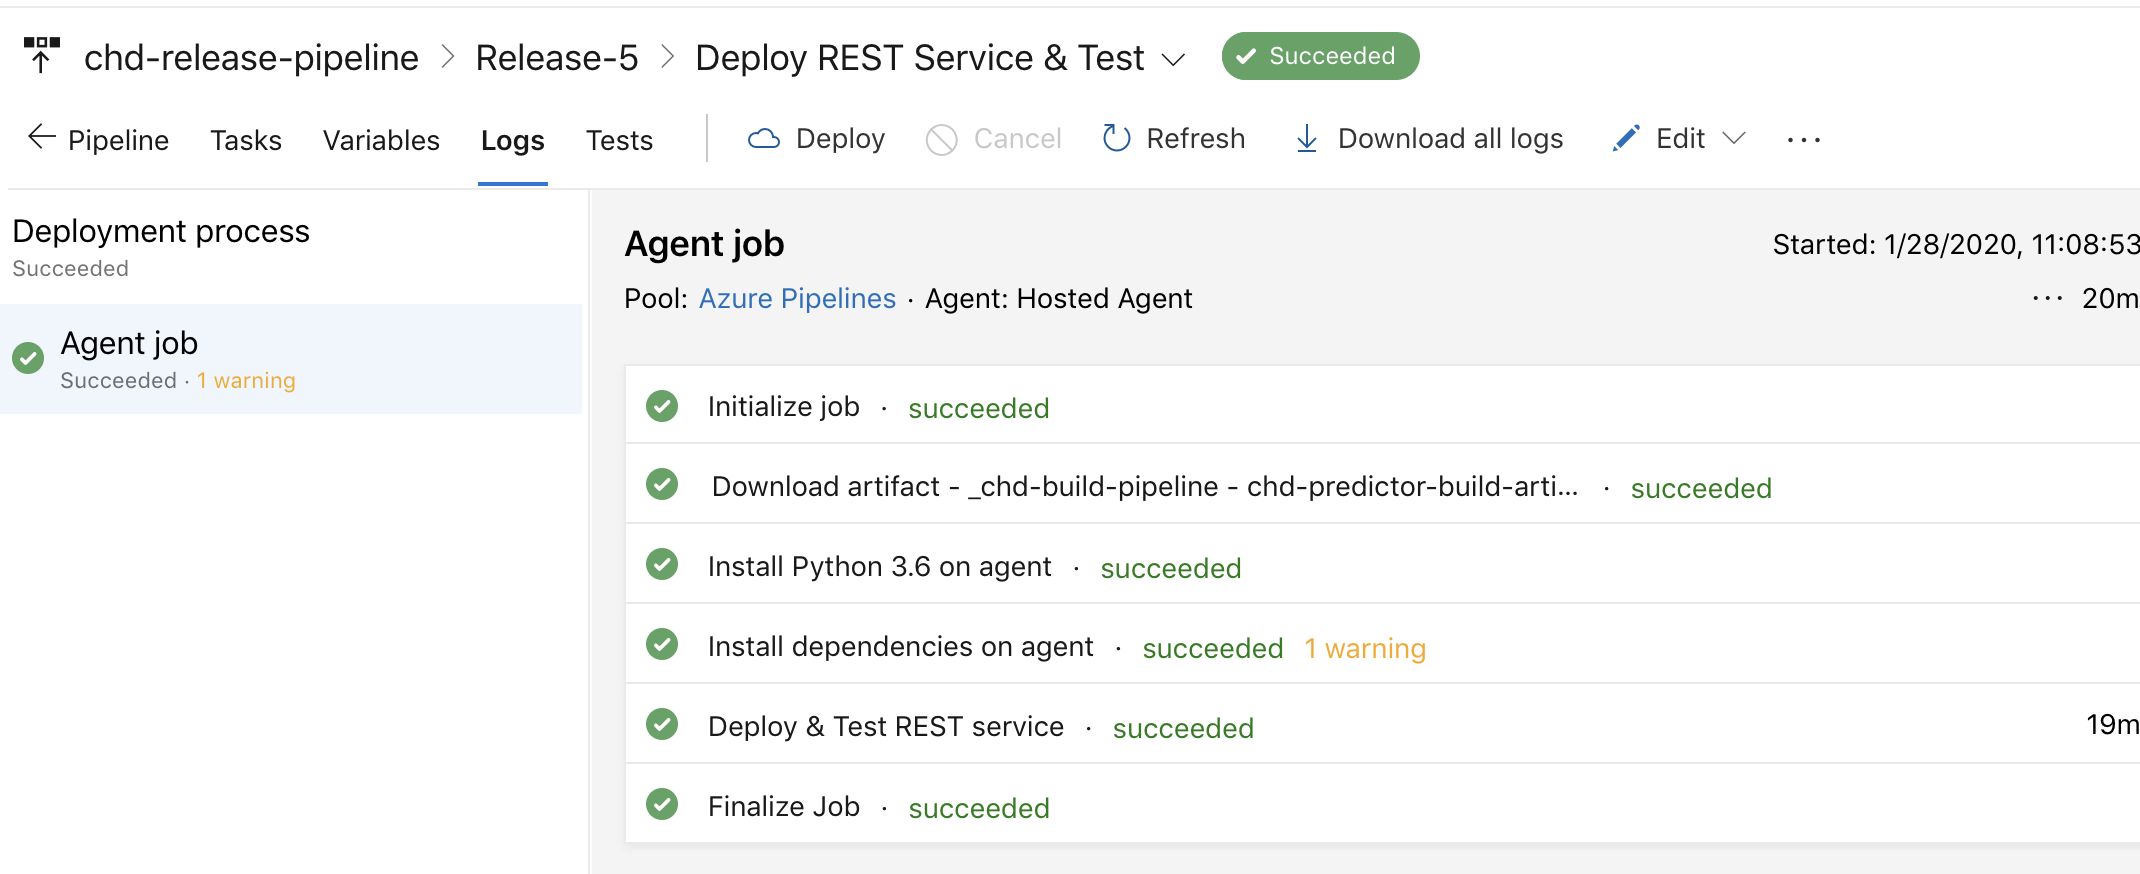 chd-release-pipeline > Release-5 > Deploy REST Service & Test Succeeded
Pipeline Tasks Variables Logs Tests Deploy Cancel Refresh Download all logs Edit ...
Deployment process
Succeeded
Agent job
Succeeded · 1 warning
Agent job
Started: 1/28/2020, 11:08:53
Pool: Azure Pipelines · Agent: Hosted Agent
... 20m
Initialize job · succeeded
Download artifact - _chd-build-pipeline - chd-predictor-build-arti... · succeeded
Install Python 3.6 on agent · succeeded
Install dependencies on agent · succeeded 1 warning
Deploy & Test REST service · succeeded 19m
Finalize Job · succeeded